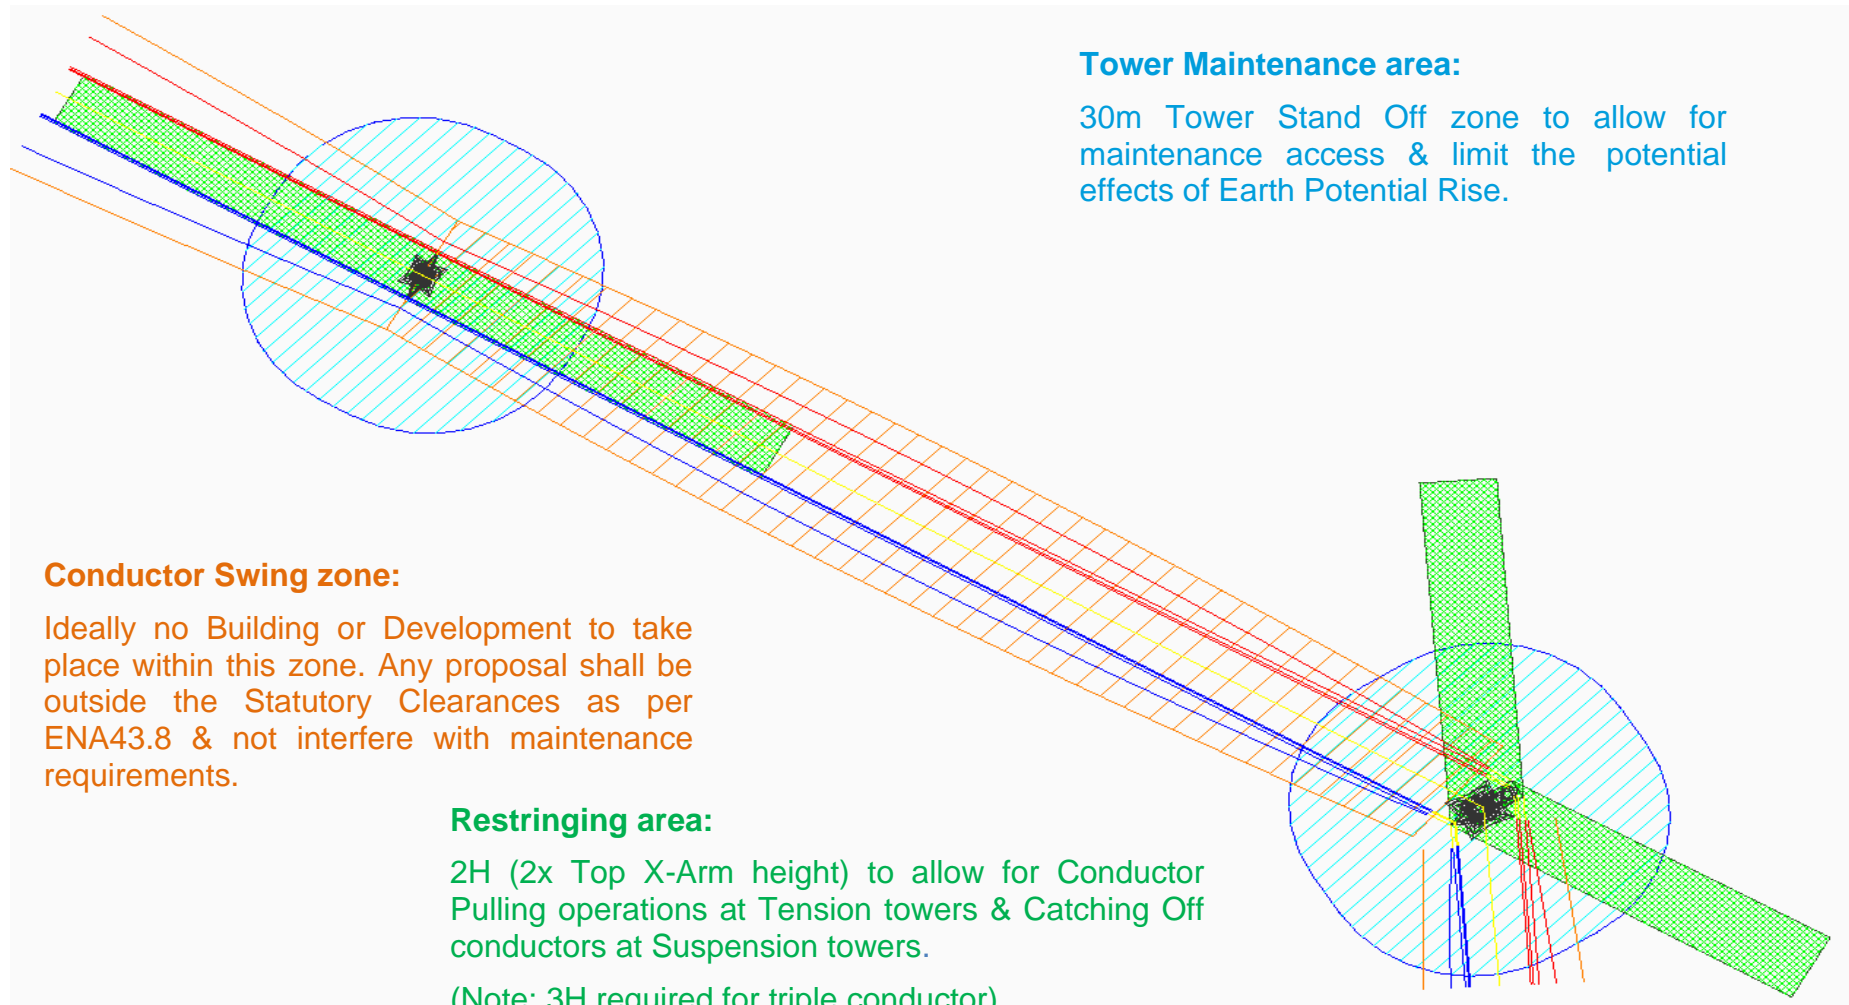 Tower Maintenance area:
30m Tower Stand Off zone to allow for
maintenance access & limit the potential
effects of Earth Potential Rise.
Conductor Swing zone:
Ideally no Building or Development to take
place within this zone. Any proposal shall be
outside the Statutory Clearances as per
ENA43.8 & not interfere with maintenance
requirements.
Restringing area:
2H (2x Top X-Arm height) to allow for Conductor
Pulling operations at Tension towers & Catching Off
conductors at Suspension towers.
(Note: 3H required for triple conductor)